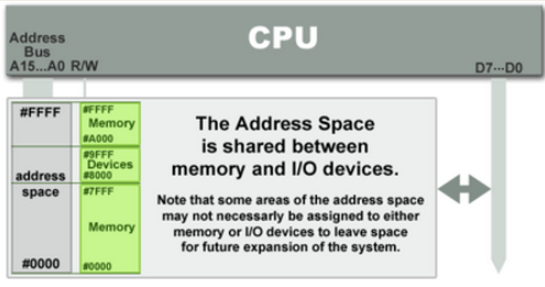 CPU
Address
Bus
A15...A0 R/W
D7...D0
#FFFF
address
space
#0000
#FFFF
Memory
#A000
#9FFF
Devices
#8000
#7FFF
Memory
#0000
The Address Space
is shared between
memory and I/O devices.
Note that some areas of the address space
may not necessarly be assigned to either
memory or I/O devices to leave space
for future expansion of the system.